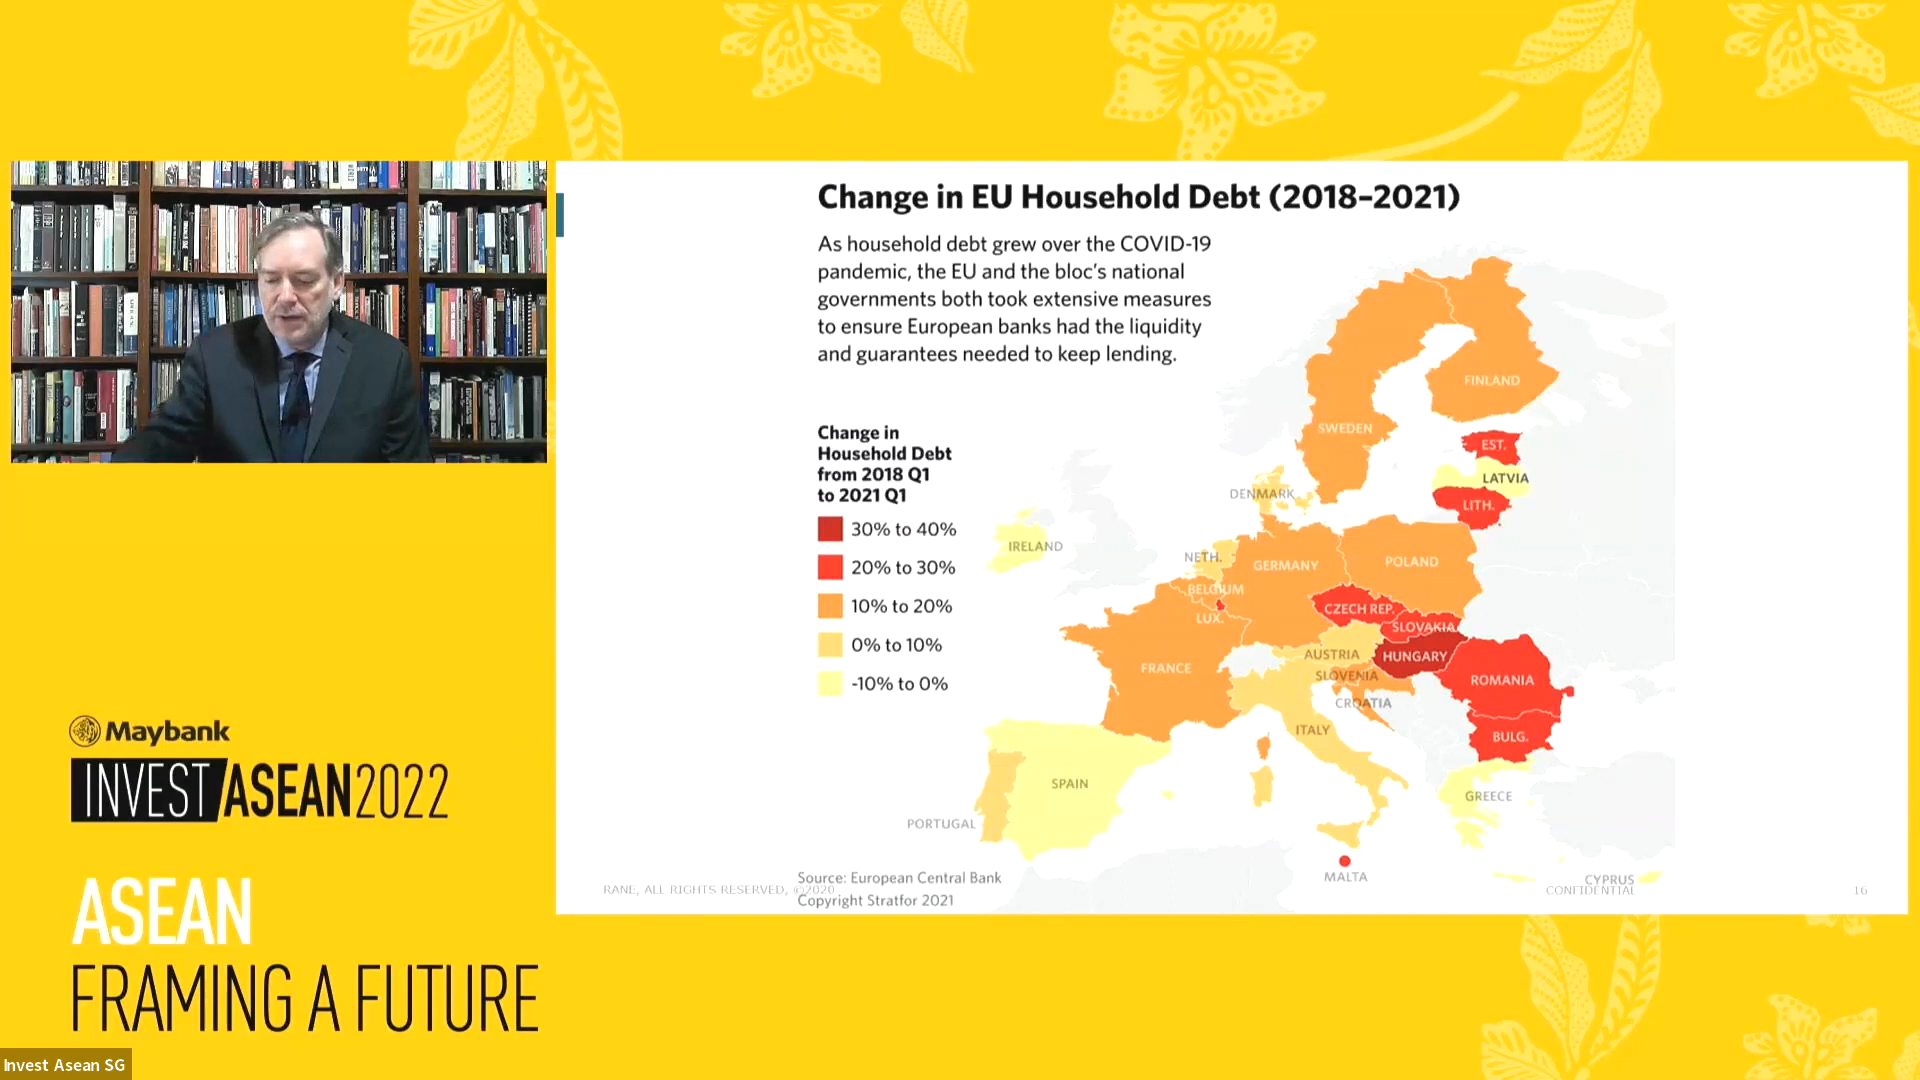 Change in EU Household Debt (2018–2021)
As household debt grew over the COVID-19
pandemic, the EU and the bloc's national
governments both took extensive measures
to ensure European banks had the liquidity
and guarantees needed to keep lending.
Change in
Household Debt
from 2018 Q1
to 2021 Q1
30% to 40%
20% to 30%
10% to 20%
0% to 10%
-10% to 0%
FINLAND
SWEDEN
EST.
LATVIA
LITH.
DENMARK
IRELAND
NETH.
GERMANY
POLAND
BELGIUM
LUX.
CZECH REP.
SLOVAKIA
AUSTRIA
HUNGARY
FRANCE
SLOVENIA
ROMANIA
CROATIA
ITALY
BULG.
SPAIN
GREECE
PORTUGAL
MALTA
CYPRUS
Source: European Central Bank
Copyright Stratfor 2021
RANE, ALL RIGHTS RESERVED, ©2020
CONFIDENTIAL
16
Maybank
INVEST ASEAN 2022
ASEAN
FRAMING A FUTURE
Invest Asean SG